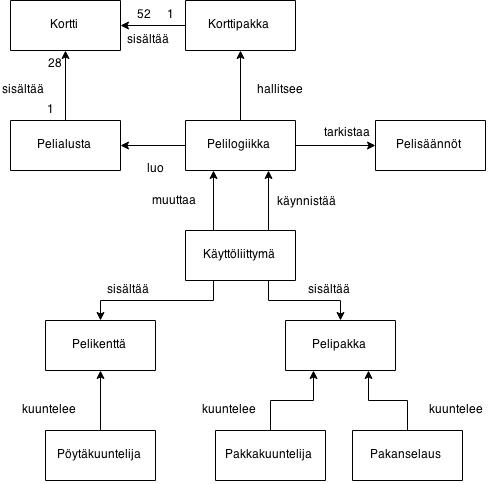 Kortti
52
1
Korttipakka
sisältää
28
sisältää
hallitsee
1
Pelialusta
Pelilogiikka
tarkistaa
Pelisäännöt
luo
muuttaa
käynnistää
Käyttöliittymä
sisältää
sisältää
Pelikenttä
Pelipakka
kuuntelee
kuuntelee
kuuntelee
Pöytäkuuntelija
Pakkakuuntelija
Pakanselaus